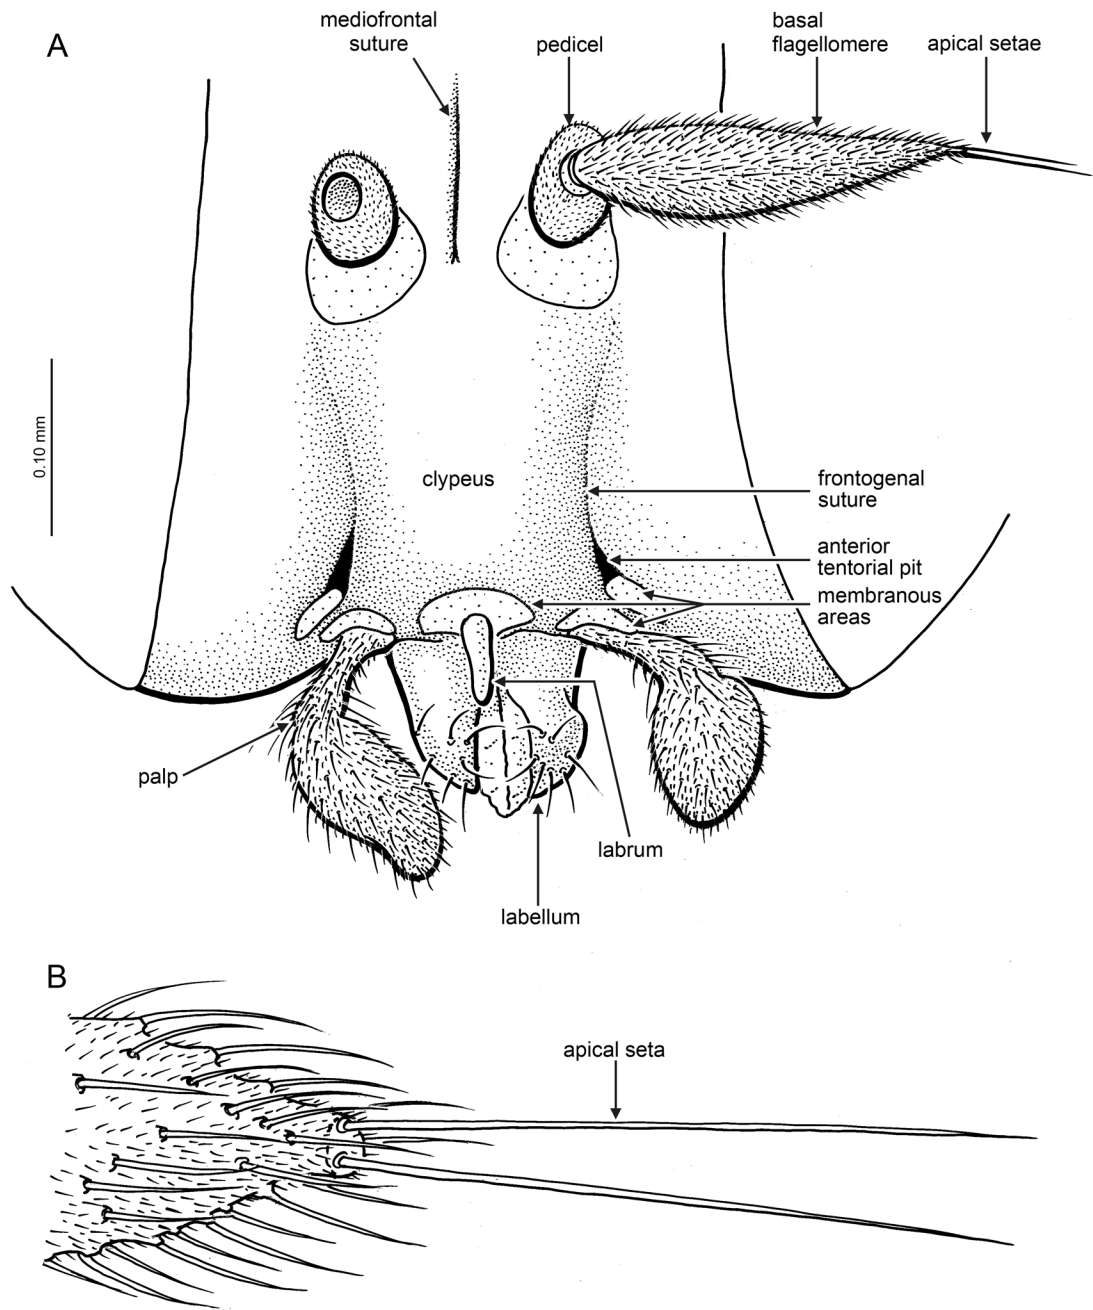 A
mediofrontal
suture
pedicel
basal
flagellomere
apical setae
0.10 mm
clypeus
frontogenal
suture
anterior
tentorial pit
membranous
areas
palp
labrum
labellum
B
apical seta